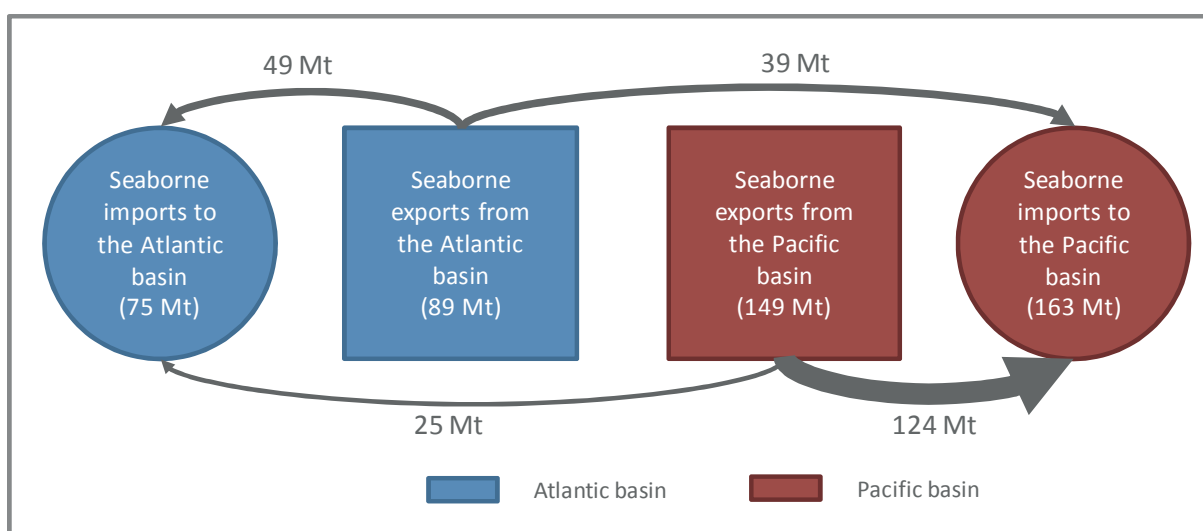 49 Mt
39 Mt
Seaborne
imports to
the Atlantic
basin
(75 Mt)
Seaborne
exports from
the Atlantic
basin
(89 Mt)
Seaborne
exports from
the Pacific
basin
(149 Mt)
Seaborne
imports to
the Pacific
basin
(163 Mt)
25 Mt
124 Mt
Atlantic basin
Pacific basin